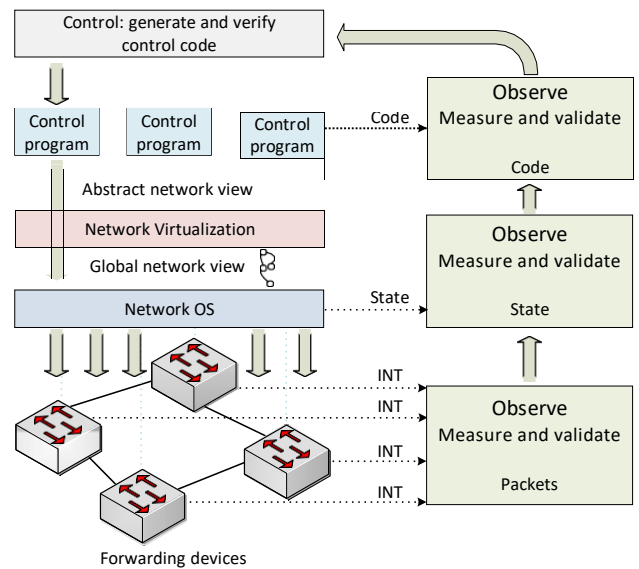 Control: generate and verify
control code
Observe
Measure and validate
Code
Control
program
Control
program
Control
program
Code
Abstract network view
Network Virtualization
Global network view
Observe
Measure and validate
State
Network OS
State
INT
INT
INT
INT
Observe
Measure and validate
Packets
Forwarding devices